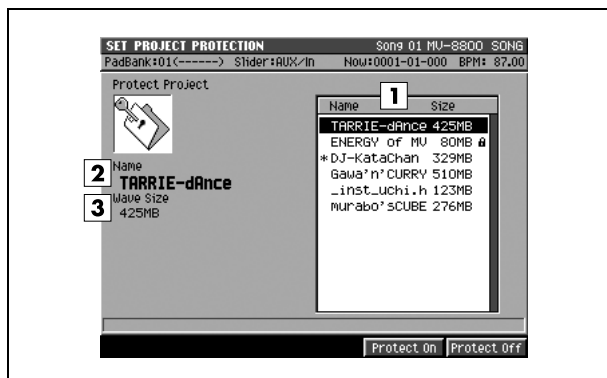 SET PROJECT PROTECTION Song 01 MV-8800 SONG
PadBank:01(------) Slider:AUX/In Now:0001-01-000 BPM: 87.00
Protect Project
1
Name Size
TARRIE-dAnce 425MB
ENERGY of MV 80MB
*DJ-KataChan 329MB
Gawa'n'CURRY 510MB
_inst_uchi.h 123MB
murabo'sCUBE 276MB
2
Name
TARRIE-dAnce
3
Wave Size
425MB
Protect On Protect Off